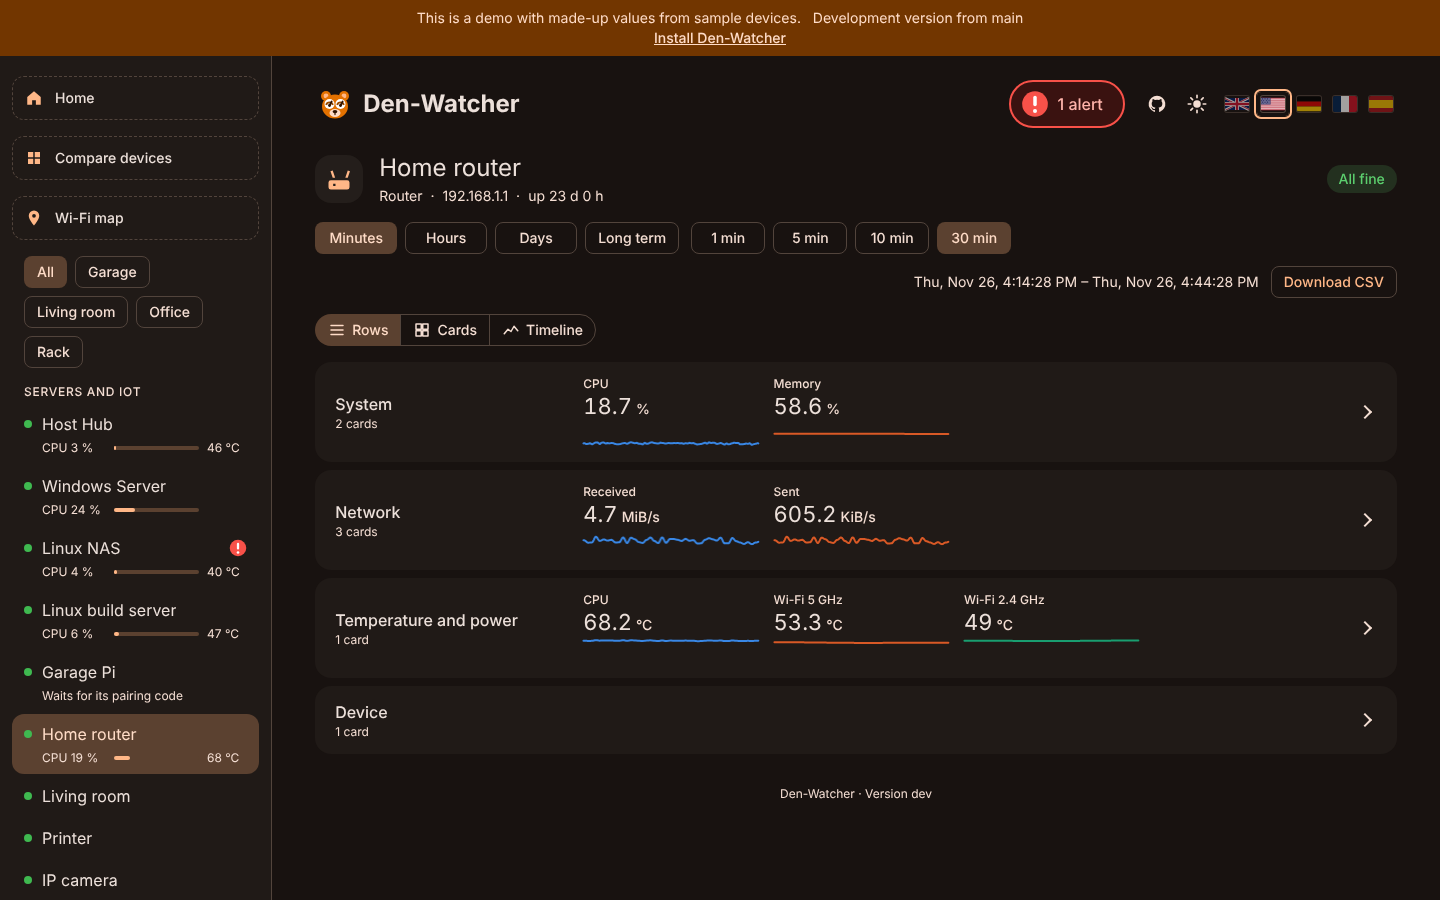 This is a demo with made-up values from sample devices. Development version from main
Install Den-Watcher
Home
Compare devices
Wi-Fi map
All
Garage
Living room
Office
Rack
SERVERS AND IOT
Host Hub
CPU 3 %
46 °C
Windows Server
CPU 24 %
Linux NAS
CPU 4 %
40 °C
Linux build server
CPU 6 %
47 °C
Garage Pi
Waits for its pairing code
Home router
CPU 19 %
68 °C
Living room
Printer
IP camera
Den-Watcher
1 alert
Home router
Router · 192.168.1.1 · up 23 d 0 h
All fine
Minutes
Hours
Days
Long term
1 min
5 min
10 min
30 min
Thu, Nov 26, 4:14:28 PM – Thu, Nov 26, 4:44:28 PM
Download CSV
Rows
Cards
Timeline
System
2 cards
CPU
18.7 %
Memory
58.6 %
Network
3 cards
Received
4.7 MiB/s
Sent
605.2 KiB/s
Temperature and power
1 card
CPU
68.2 °C
Wi-Fi 5 GHz
53.3 °C
Wi-Fi 2.4 GHz
49 °C
Device
1 card
Den-Watcher · Version dev